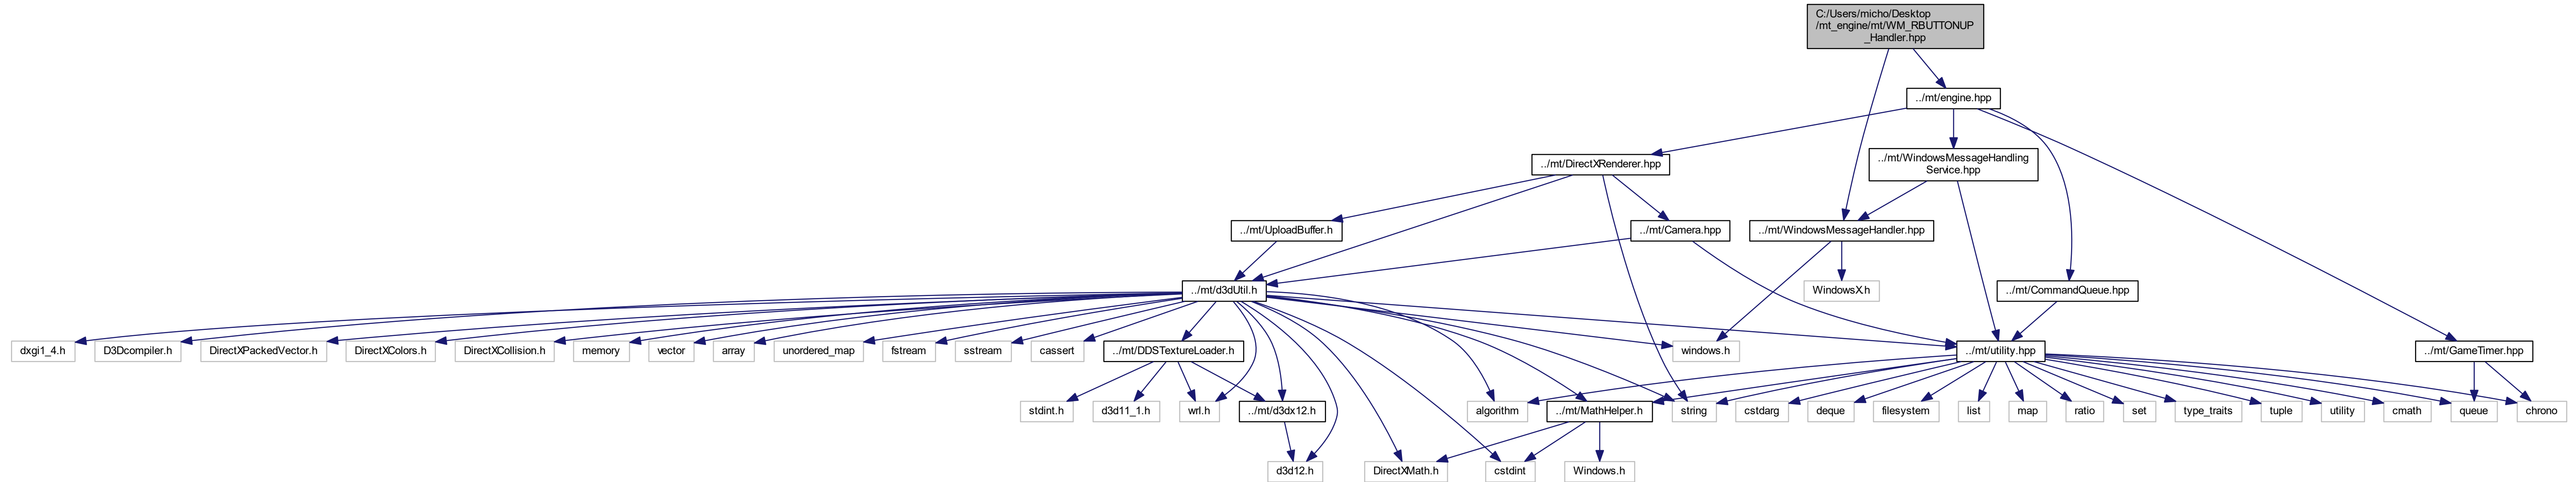 C:/Users/micho/Desktop
/mt_engine/mt/WM_RBUTTONUP
_Handler.hpp
../mt/engine.hpp
../mt/DirectXRenderer.hpp
../mt/WindowsMessageHandling
Service.hpp
../mt/UploadBuffer.h
../mt/Camera.hpp
../mt/WindowsMessageHandler.hpp
../mt/d3dUtil.h
WindowsX.h
../mt/CommandQueue.hpp
dxgi1_4.h
D3Dcompiler.h
DirectXPackedVector.h
DirectXColors.h
DirectXCollision.h
memory
vector
array
unordered_map
fstream
sstream
cassert
../mt/DDSTextureLoader.h
windows.h
../mt/utility.hpp
../mt/GameTimer.hpp
stdint.h
d3d11_1.h
wrl.h
../mt/d3dx12.h
algorithm
../mt/MathHelper.h
string
cstdarg
deque
filesystem
list
map
ratio
set
type_traits
tuple
utility
cmath
queue
chrono
d3d12.h
DirectXMath.h
cstdint
Windows.h